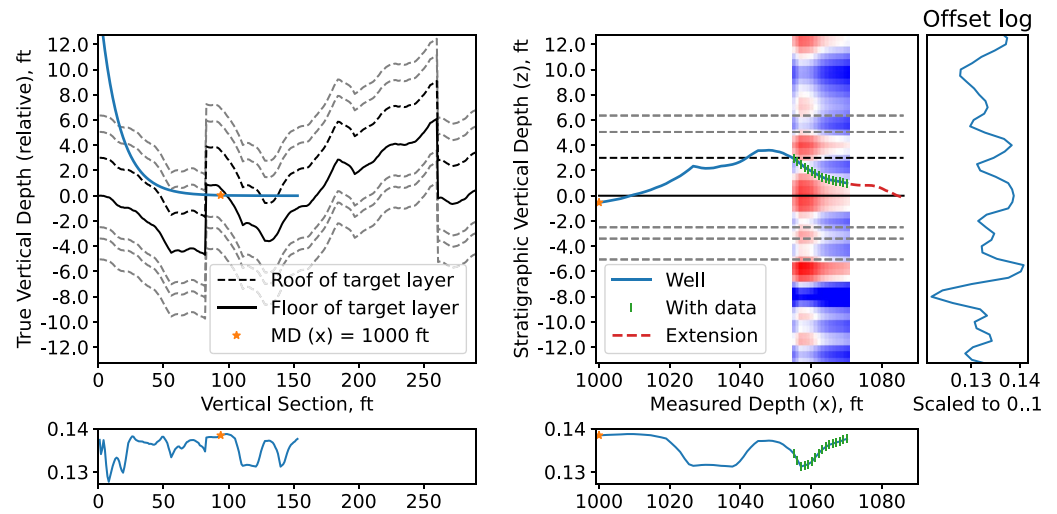 Offset log
True Vertical Depth (relative), ft
12.0
10.0
8.0
6.0
4.0
2.0
0.0
-2.0
-4.0
-6.0
-8.0
-10.0
-12.0
Roof of target layer
Floor of target layer
MD (x) = 1000 ft
0 50 100 150 200 250
Vertical Section, ft
Stratigraphic Vertical Depth (z), ft
12.0
10.0
8.0
6.0
4.0
2.0
0.0
-2.0
-4.0
-6.0
-8.0
-10.0
-12.0
Well
With data
Extension
1000 1020 1040 1060 1080
Measured Depth (x), ft
0.13 0.14
Scaled to 0..1
0.14
0.13
0 50 100 150 200 250
0.14
0.13
1000 1020 1040 1060 1080